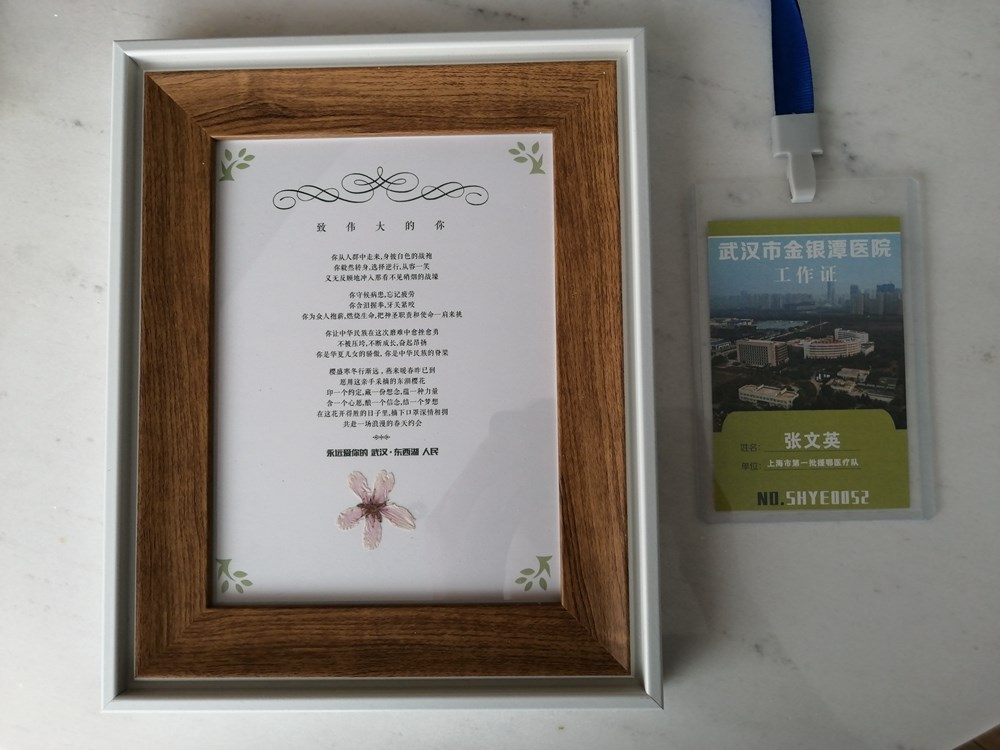 致伟大的你
你从人群中走来,身披白色的战袍
你毅然转身,选择逆行,从容一笑
又无反顾地冲入那看不见硝烟的战壕
你守候病患,忘记疲劳
你含泪握拳,牙关紧咬
你为众人抱薪,燃烧生命,把神圣职责和使命一肩来挑
你让中华民族在这次磨难中愈挫愈勇
不被压垮,不断成长,奋起昂扬
你是华夏儿女的骄傲,你是中华民族的脊梁
樱盛寒冬行渐远,燕来暖春昨已到
愿用这亲手采摘的东湖樱花
印一个约定,藏一份想念,蕴一种力量
含一个心愿,酿一个信念,结一个梦想
在这花开得胜的日子里,摘下口罩深情相拥
共赴一场浪漫的春天约会
永远爱你的 武汉·东西湖 人民
武汉市金银潭医院
工作证
姓名: 张文英
单位: 上海市第一批援鄂医疗队
NO.SHYE0052